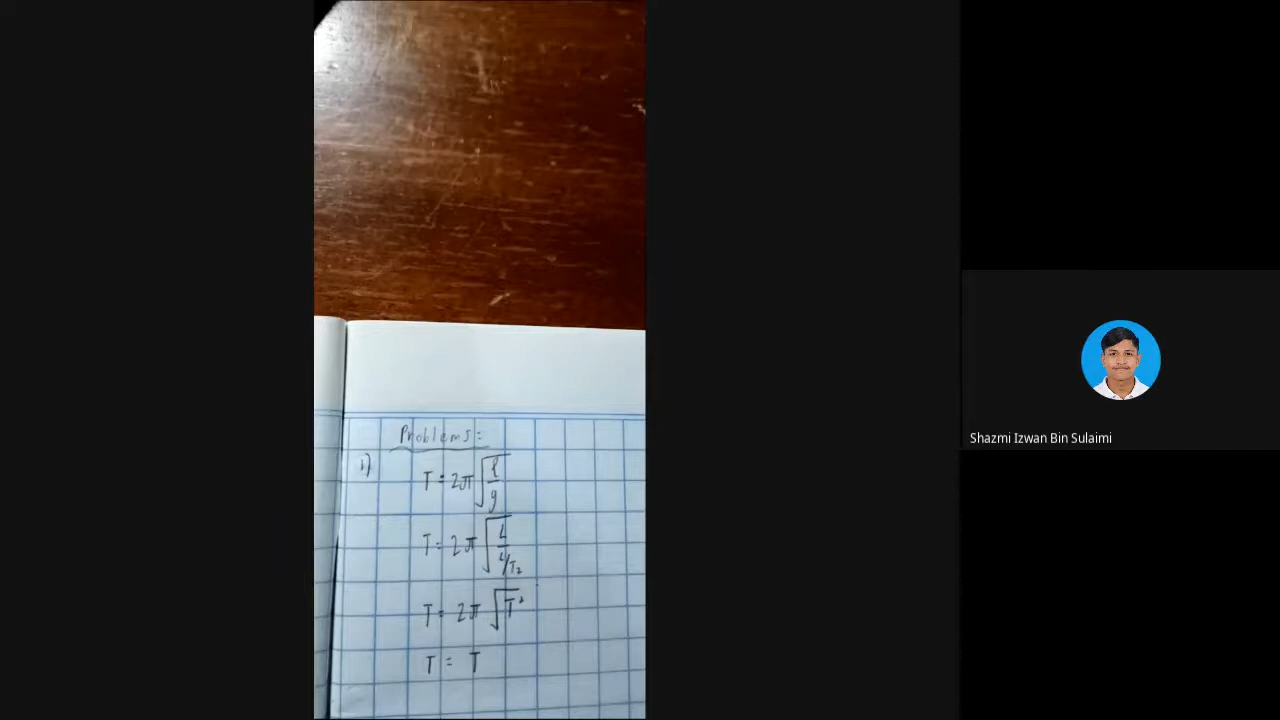 Problems:
1)
T = 2π√(l/g)
T = 2π√(L/(L/T2))
T = 2π√T²
T = T
Shazmi Izwan Bin Sulaimi